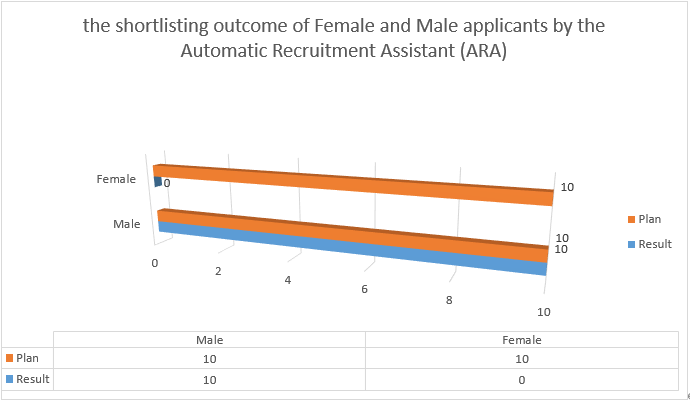 the shortlisting outcome of Female and Male applicants by the
Automatic Recruitment Assistant (ARA)
Female
0
10
Male
10
10
0
2
4
6
8
10
Plan
Result
Male Female
Plan 10 10
Result 10 0